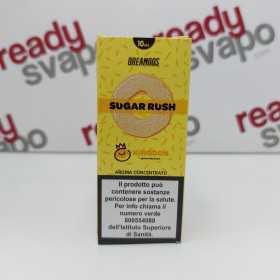 ready
svapo
ready
svapo
10ml
DREAMODS
SUGAR RUSH
KINGDOM
AROMA CONCENTRATO
Il prodotto può
contenere sostanze
pericolose per la salute.
Per info chiama il
numero verde
800554088
dell'Istituto Superiore
di Sanità.